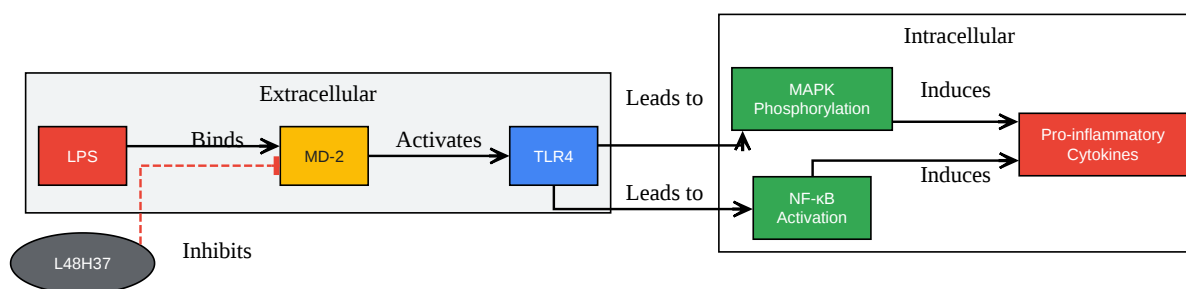 Intracellular
Extracellular
Leads to
MAPK
Phosphorylation
Induces
LPS
Binds
MD-2
Activates
TLR4
Pro-inflammatory
Cytokines
Leads to
NF-κB
Activation
Induces
L48H37
Inhibits